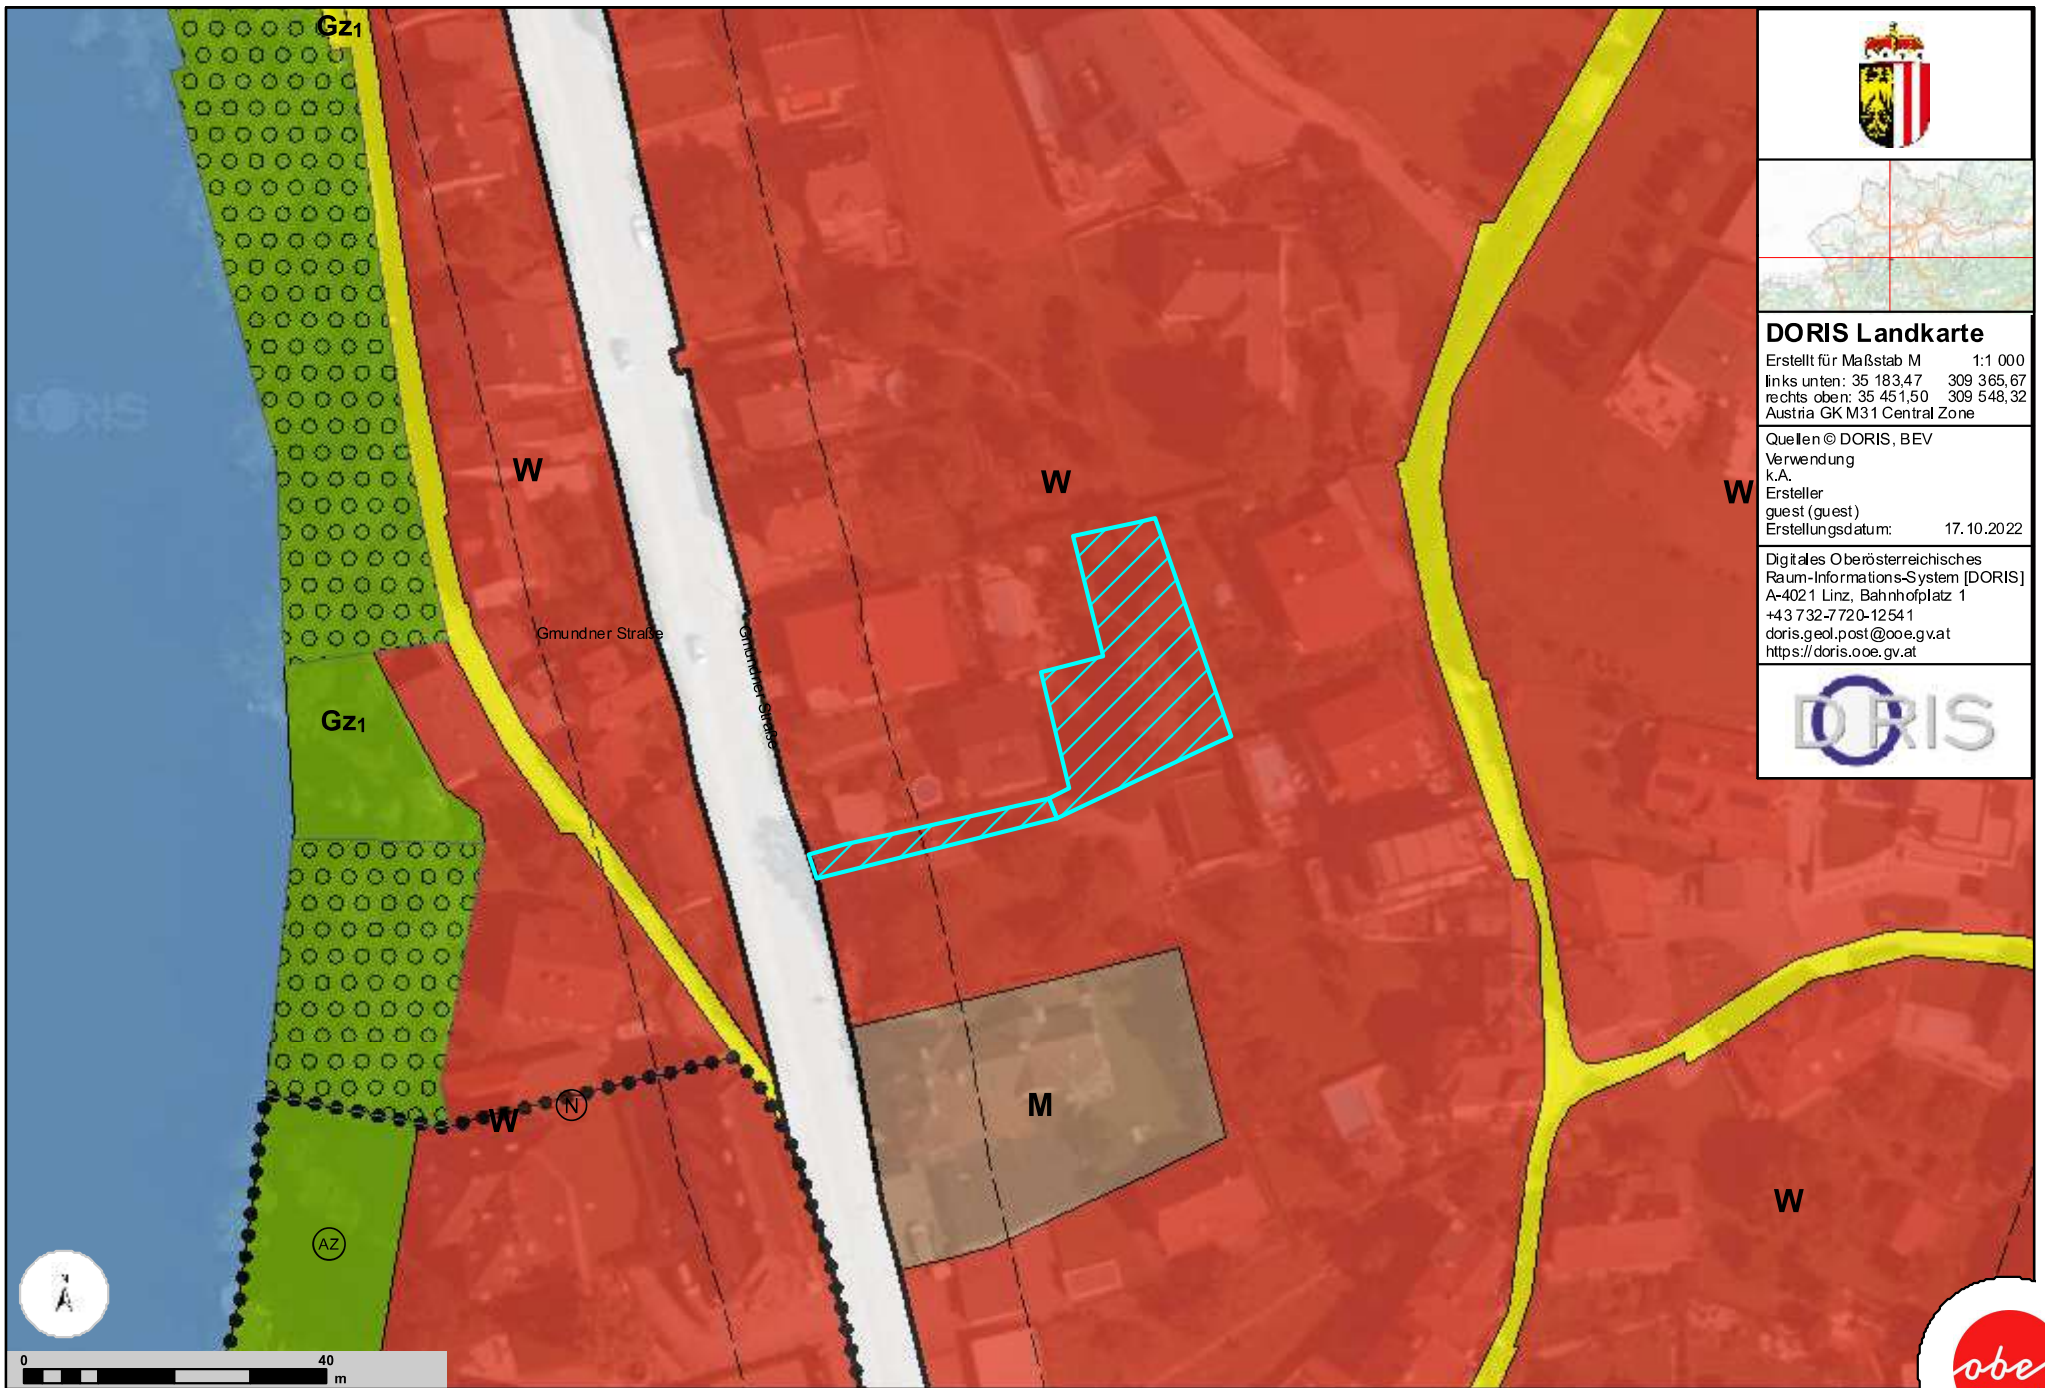 Gz1
DORIS
W
W
W
Gmundner Straße
Gmundner Straße
Gz1
M
W
N
AZ
W
0 40
m
DORIS Landkarte
Erstellt für Maßstab M 1:1 000
links unten: 35 183,47 309 365,67
rechts oben: 35 451,50 309 548,32
Austria GK M31 Central Zone
Quellen © DORIS, BEV
Verwendung
k.A.
Ersteller
guest (guest)
Erstellungsdatum: 17.10.2022
Digitales Oberösterreichisches
Raum-Informations-System [DORIS]
A-4021 Linz, Bahnhofplatz 1
+43 732-7720-12541
doris.geol.post@ooe.gv.at
https://doris.ooe.gv.at
DORIS
obe